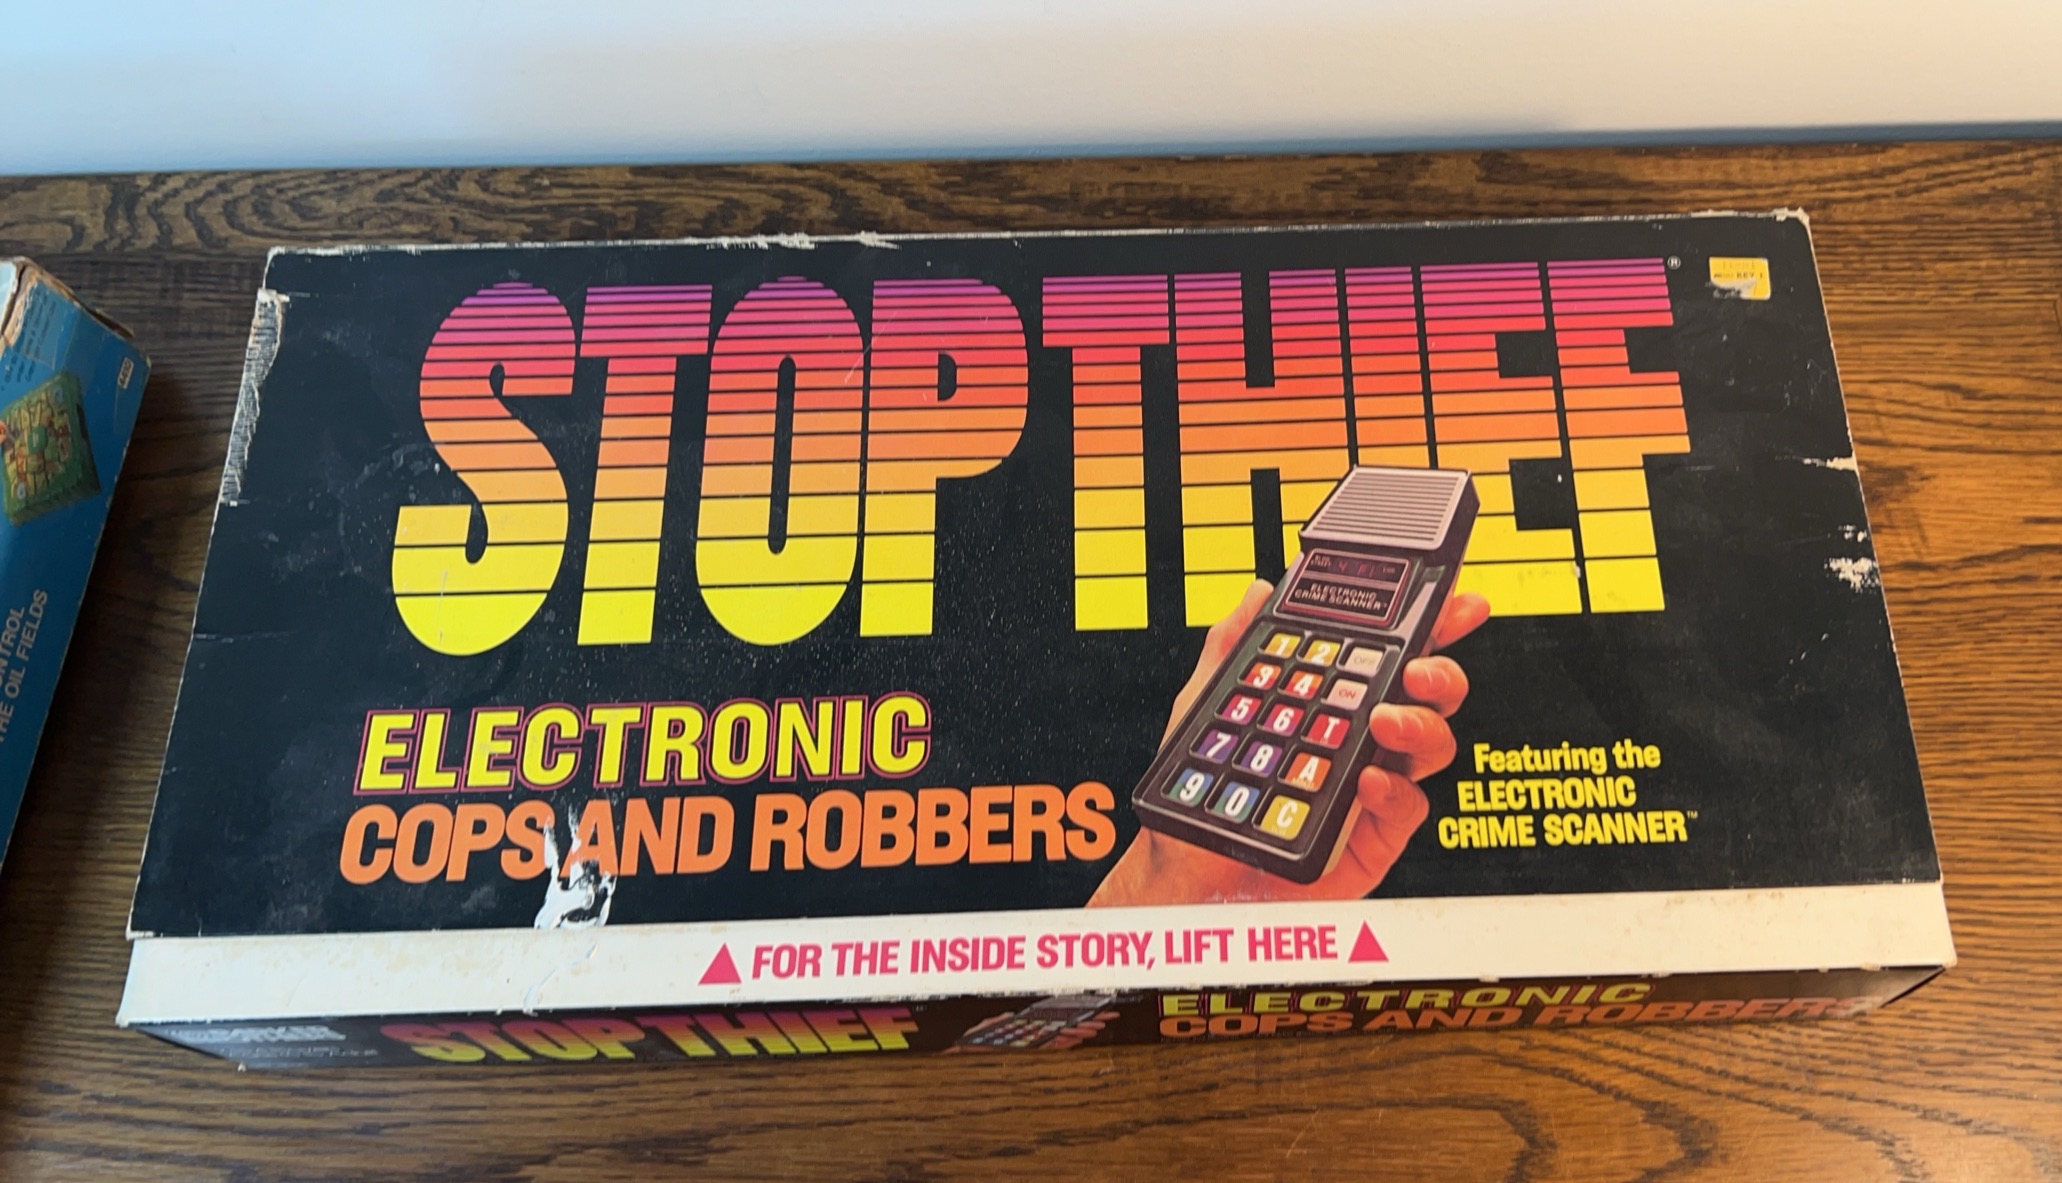 STOP THIEF®
ELECTRONIC
CRIME SCANNER
1 2 OFF
3 4 ON
5 6 T
7 8 A
9 0 C
ELECTRONIC
COPS AND ROBBERS
Featuring the
ELECTRONIC
CRIME SCANNER™
▲ FOR THE INSIDE STORY, LIFT HERE ▲
PARKER
STOP THIEF
ELECTRONIC
COPS AND ROBBERS
THE OIL FIELDS